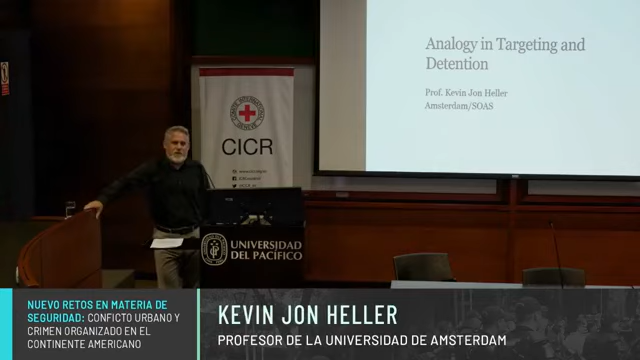 Analogy in Targeting and
Detention
Prof. Kevin Jon Heller
Amsterdam/SOAS
CICR
UNIVERSIDAD
DEL PACÍFICO
NUEVO RETOS EN MATERIA DE
SEGURIDAD: CONFICTO URBANO Y
CRIMEN ORGANIZADO EN EL
CONTINENTE AMERICANO
KEVIN JON HELLER
PROFESOR DE LA UNIVERSIDAD DE AMSTERDAM